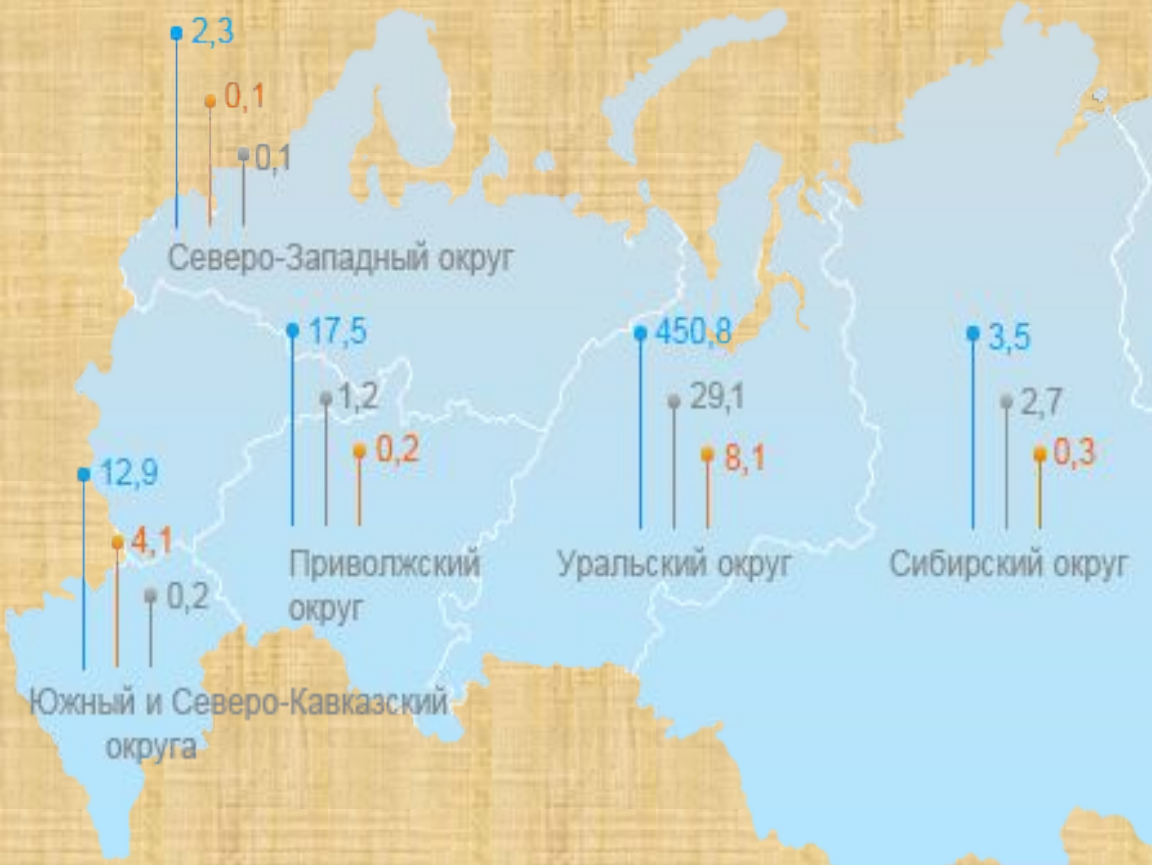 2,3
0,1
0,1
Северо-Западный округ
17,5
1,2
0,2
Приволжский
округ
450,8
29,1
8,1
Уральский округ
3,5
2,7
0,3
Сибирский округ
12,9
4,1
0,2
Южный и Северо-Кавказский
округа